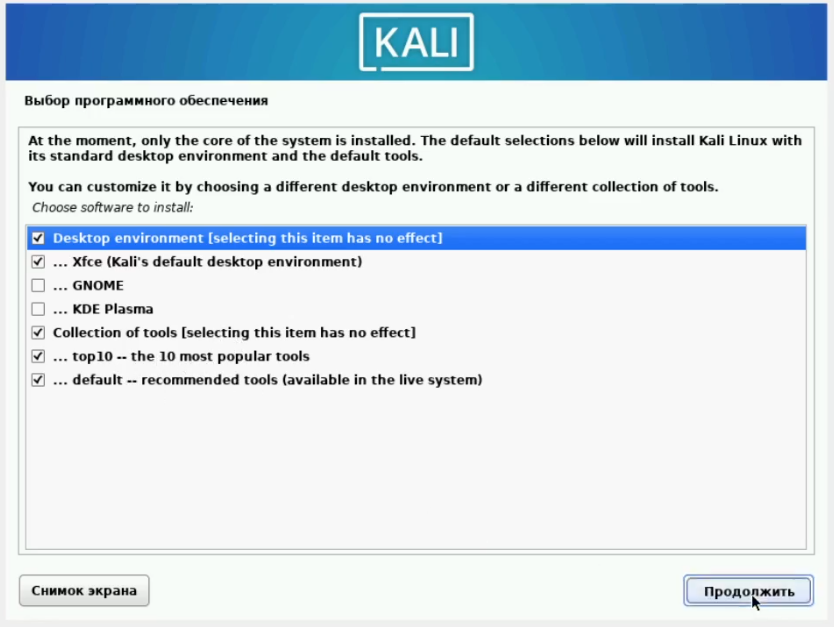 KALI
Выбор программного обеспечения
At the moment, only the core of the system is installed. The default selections below will install Kali Linux with
its standard desktop environment and the default tools.
You can customize it by choosing a different desktop environment or a different collection of tools.
Choose software to install:
Desktop environment [selecting this item has no effect]
... Xfce (Kali's default desktop environment)
... GNOME
... KDE Plasma
Collection of tools [selecting this item has no effect]
... top10 -- the 10 most popular tools
... default -- recommended tools (available in the live system)
Снимок экрана
Продолжить